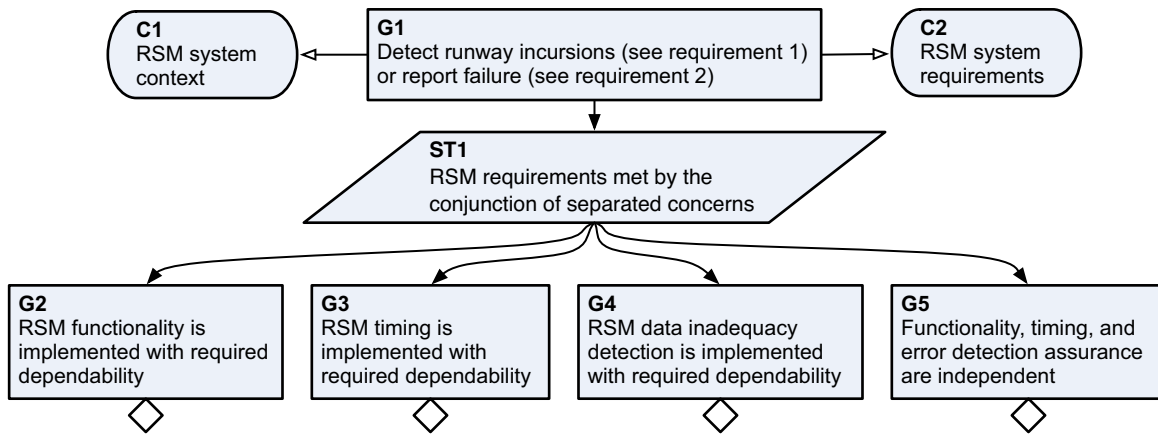 C1
RSM system
context
G1
Detect runway incursions (see requirement 1)
or report failure (see requirement 2)
C2
RSM system
requirements
ST1
RSM requirements met by the
conjunction of separated concerns
G2
RSM functionality is
implemented with required
dependability
G3
RSM timing is
implemented with
required dependability
G4
RSM data inadequacy
detection is implemented
with required dependability
G5
Functionality, timing, and
error detection assurance
are independent